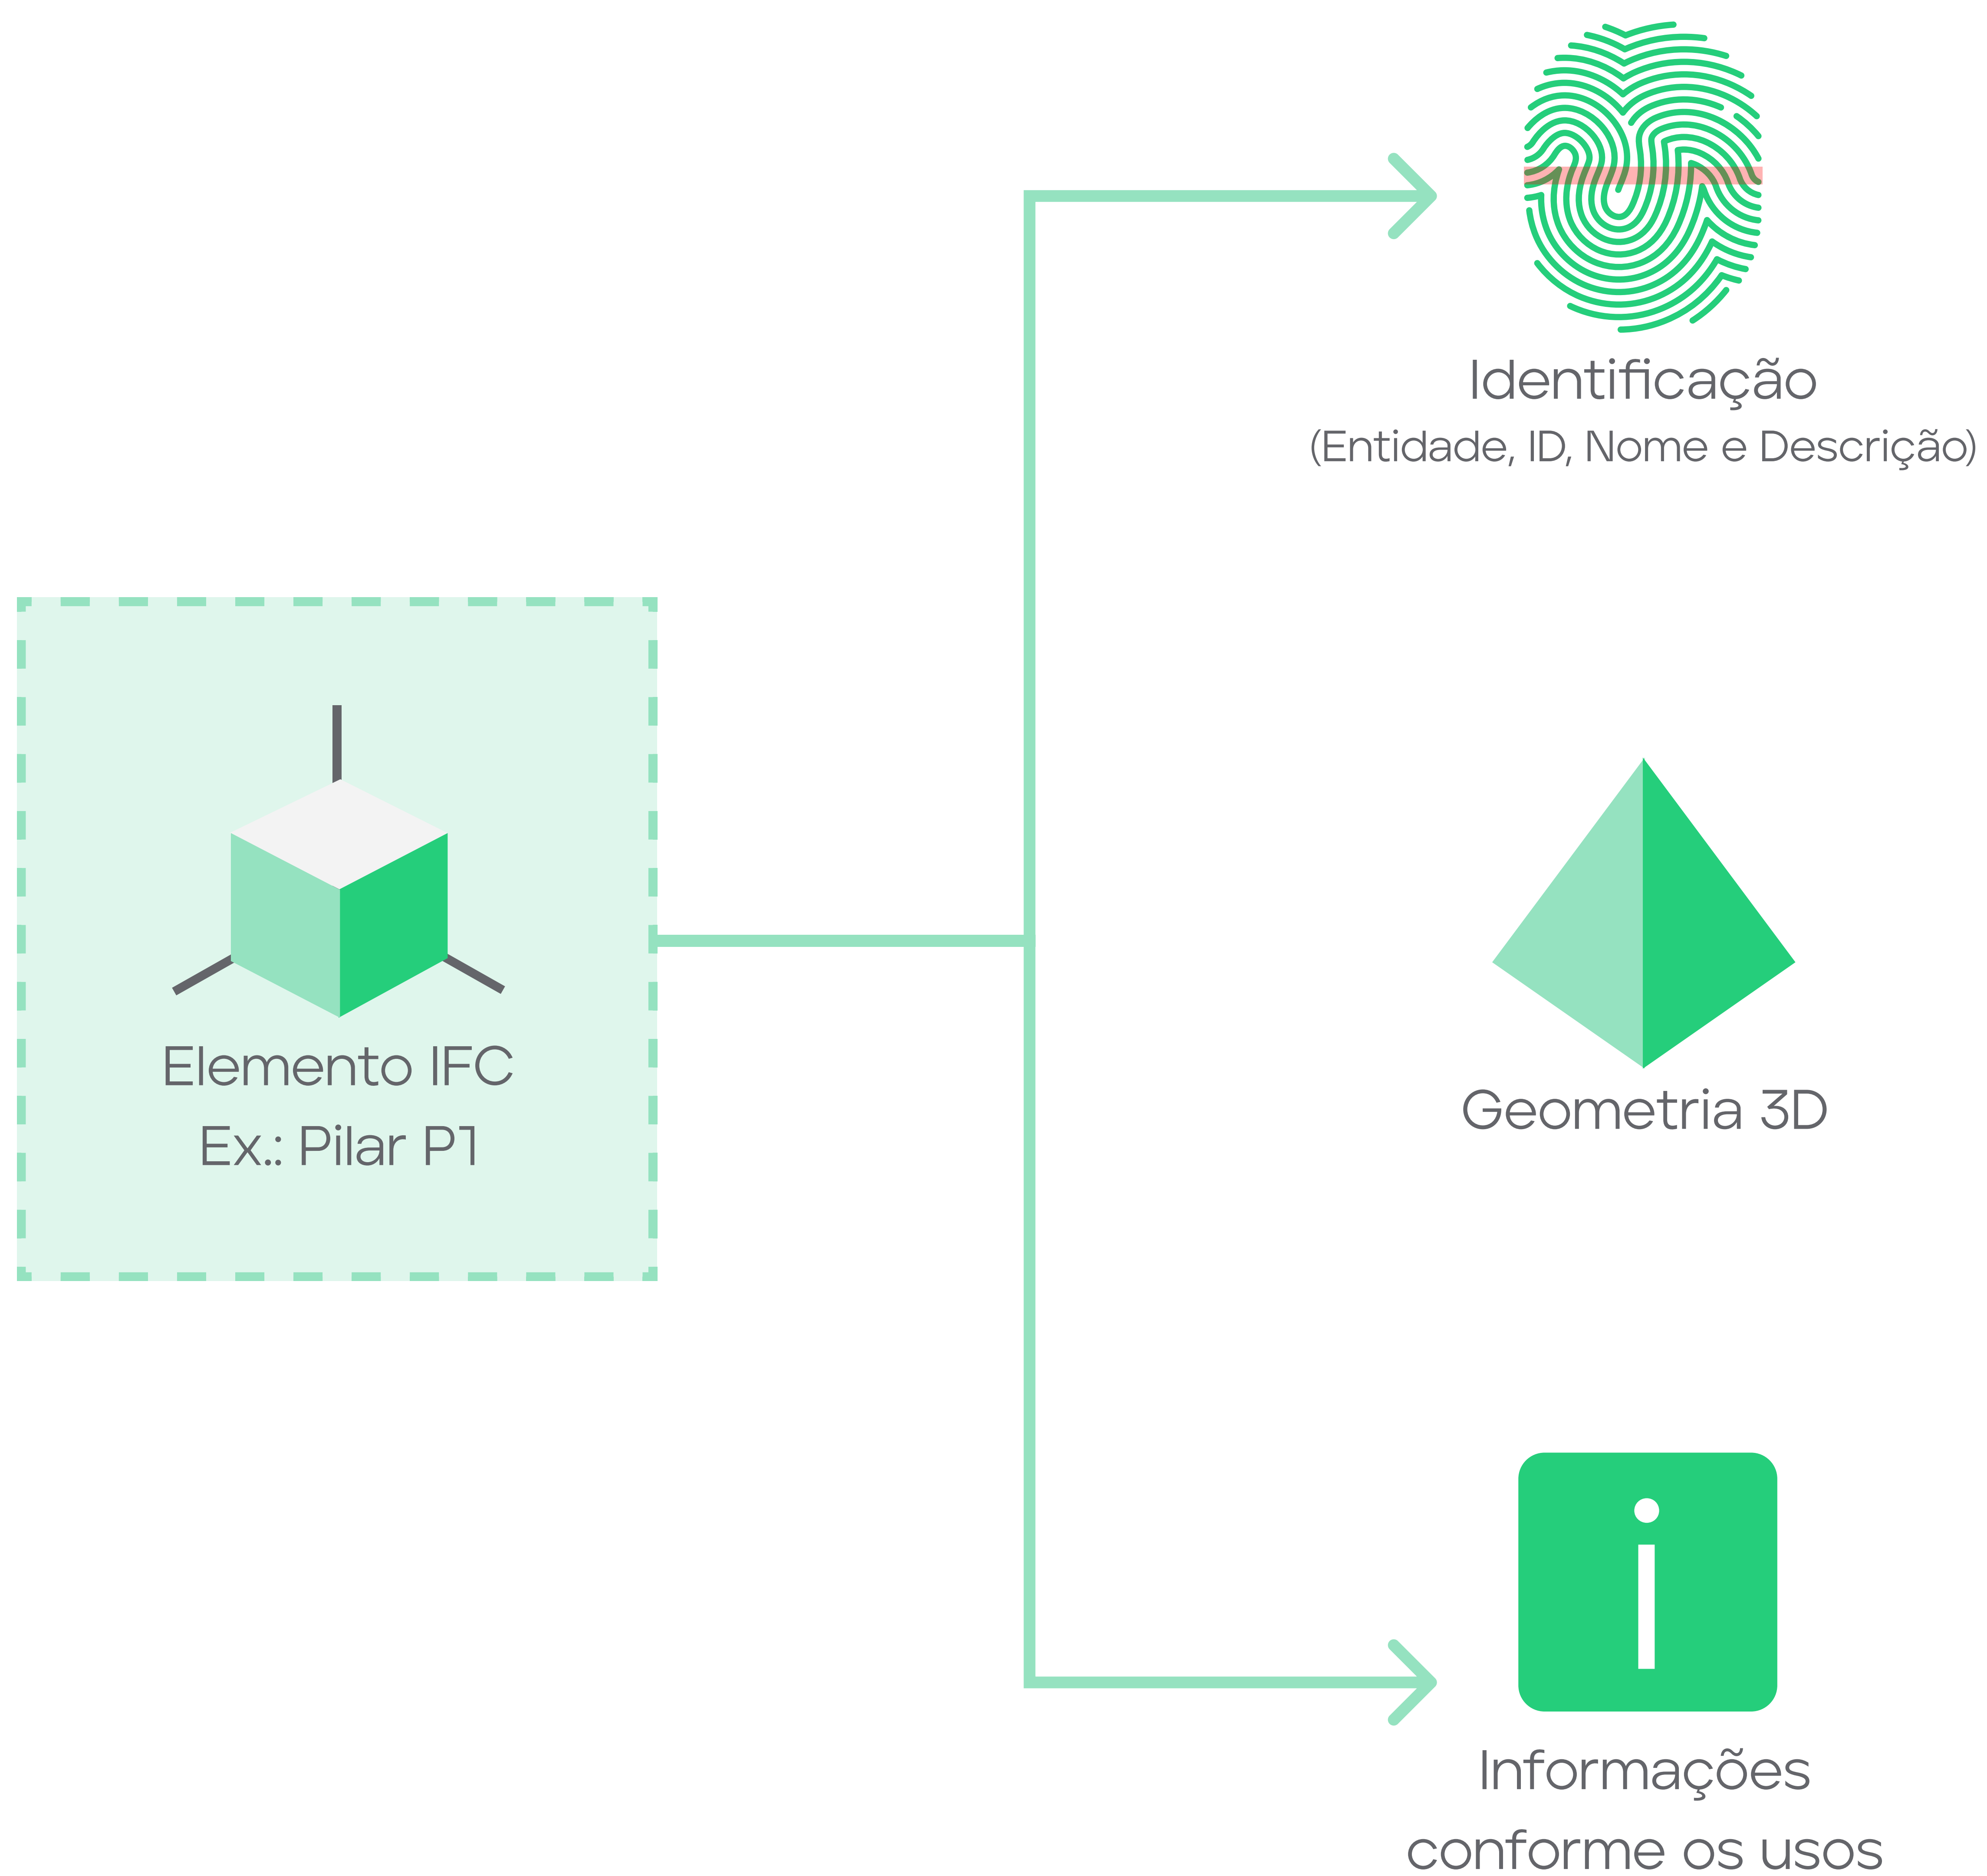 Identificação
(Entidade, ID, Nome e Descrição)
Elemento IFC
Ex.: Pilar P1
Geometria 3D
i
Informações
conforme os usos